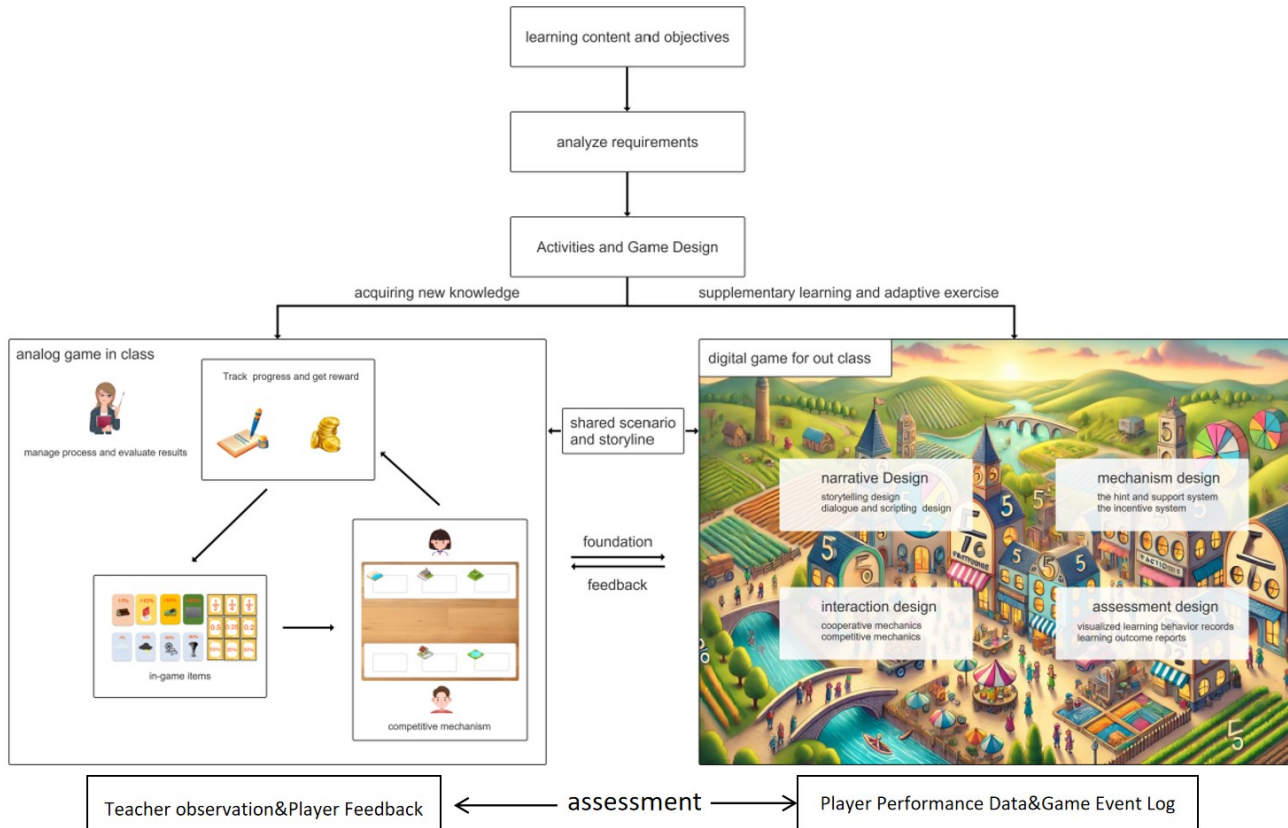 learning content and objectives
analyze requirements
Activities and Game Design
acquiring new knowledge
supplementary learning and adaptive exercise
analog game in class
Track progress and get reward
manage process and evaluate results
in-game items
competitive mechanism
shared scenario
and storyline
foundation
feedback
digital game for out class
narrative Design
storytelling design
dialogue and scripting design
mechanism design
the hint and support system
the incentive system
interaction design
cooperative mechanics
competitive mechanics
assessment design
visualized learning behavior records
learning outcome reports
Teacher observation&Player Feedback
assessment
Player Performance Data&Game Event Log